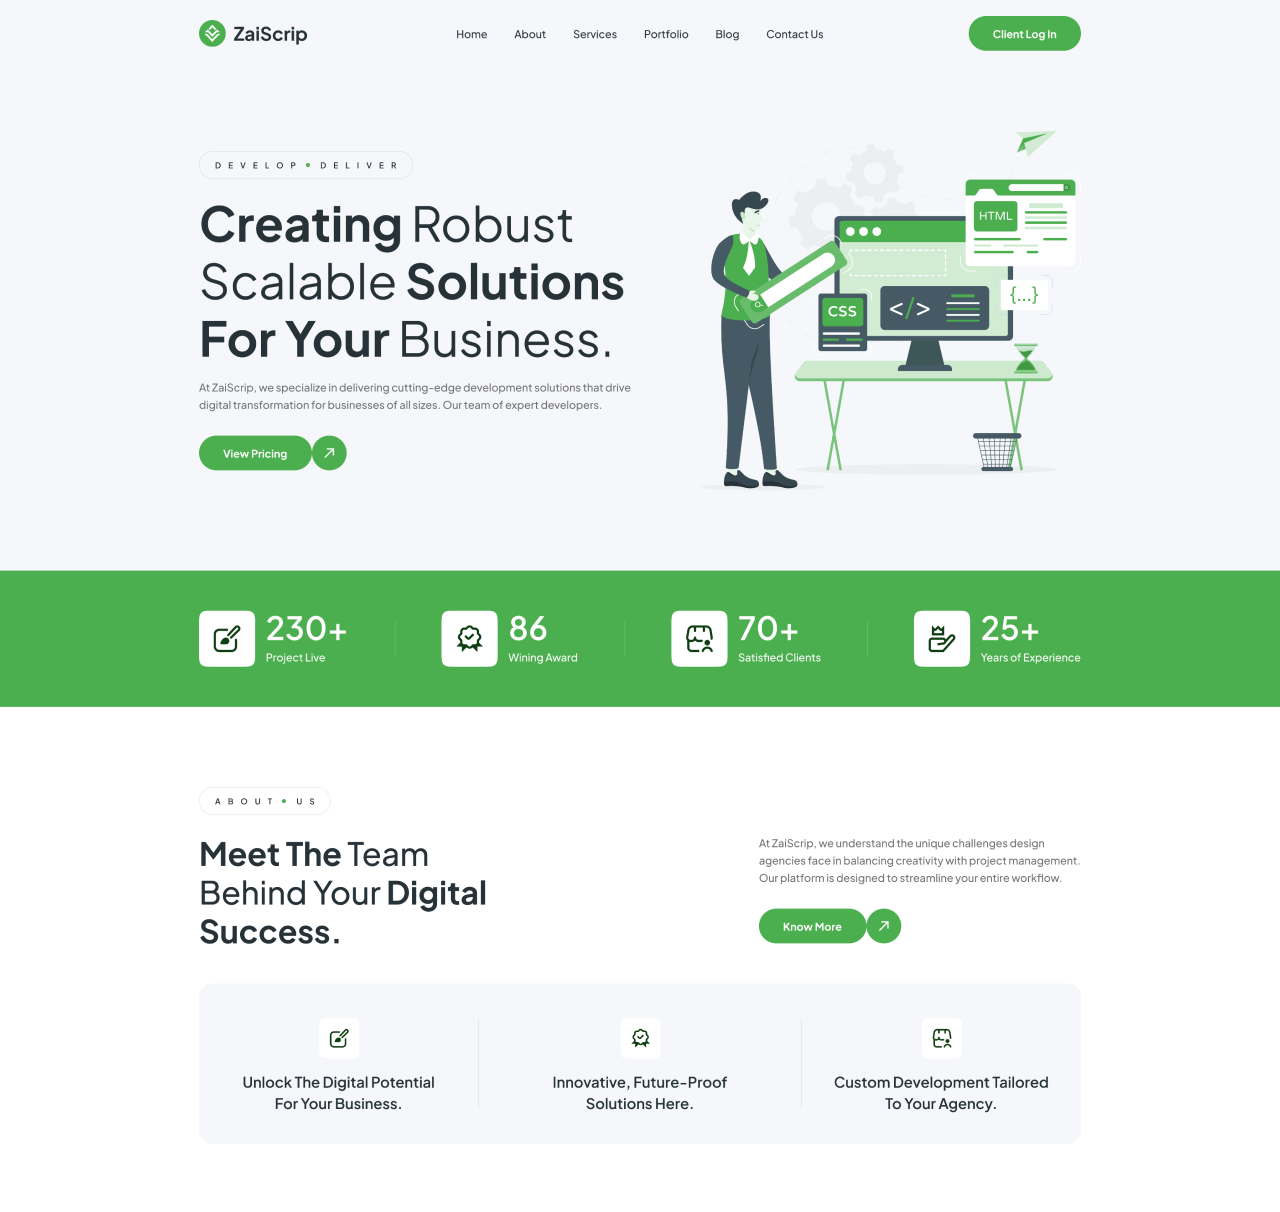 ZaiScrip
Home About Services Portfolio Blog Contact Us
Client Log In
DEVELOP • DELIVER
Creating Robust
Scalable Solutions
For Your Business.
At ZaiScrip, we specialize in delivering cutting-edge development solutions that drive
digital transformation for businesses of all sizes. Our team of expert developers.
View Pricing
HTML
CSS
</>
{...}
230+
Project Live
86
Wining Award
70+
Satisfied Clients
25+
Years of Experience
ABOUT • US
Meet The Team
Behind Your Digital
Success.
At ZaiScrip, we understand the unique challenges design
agencies face in balancing creativity with project management.
Our platform is designed to streamline your entire workflow.
Know More
Unlock The Digital Potential
For Your Business.
Innovative, Future-Proof
Solutions Here.
Custom Development Tailored
To Your Agency.